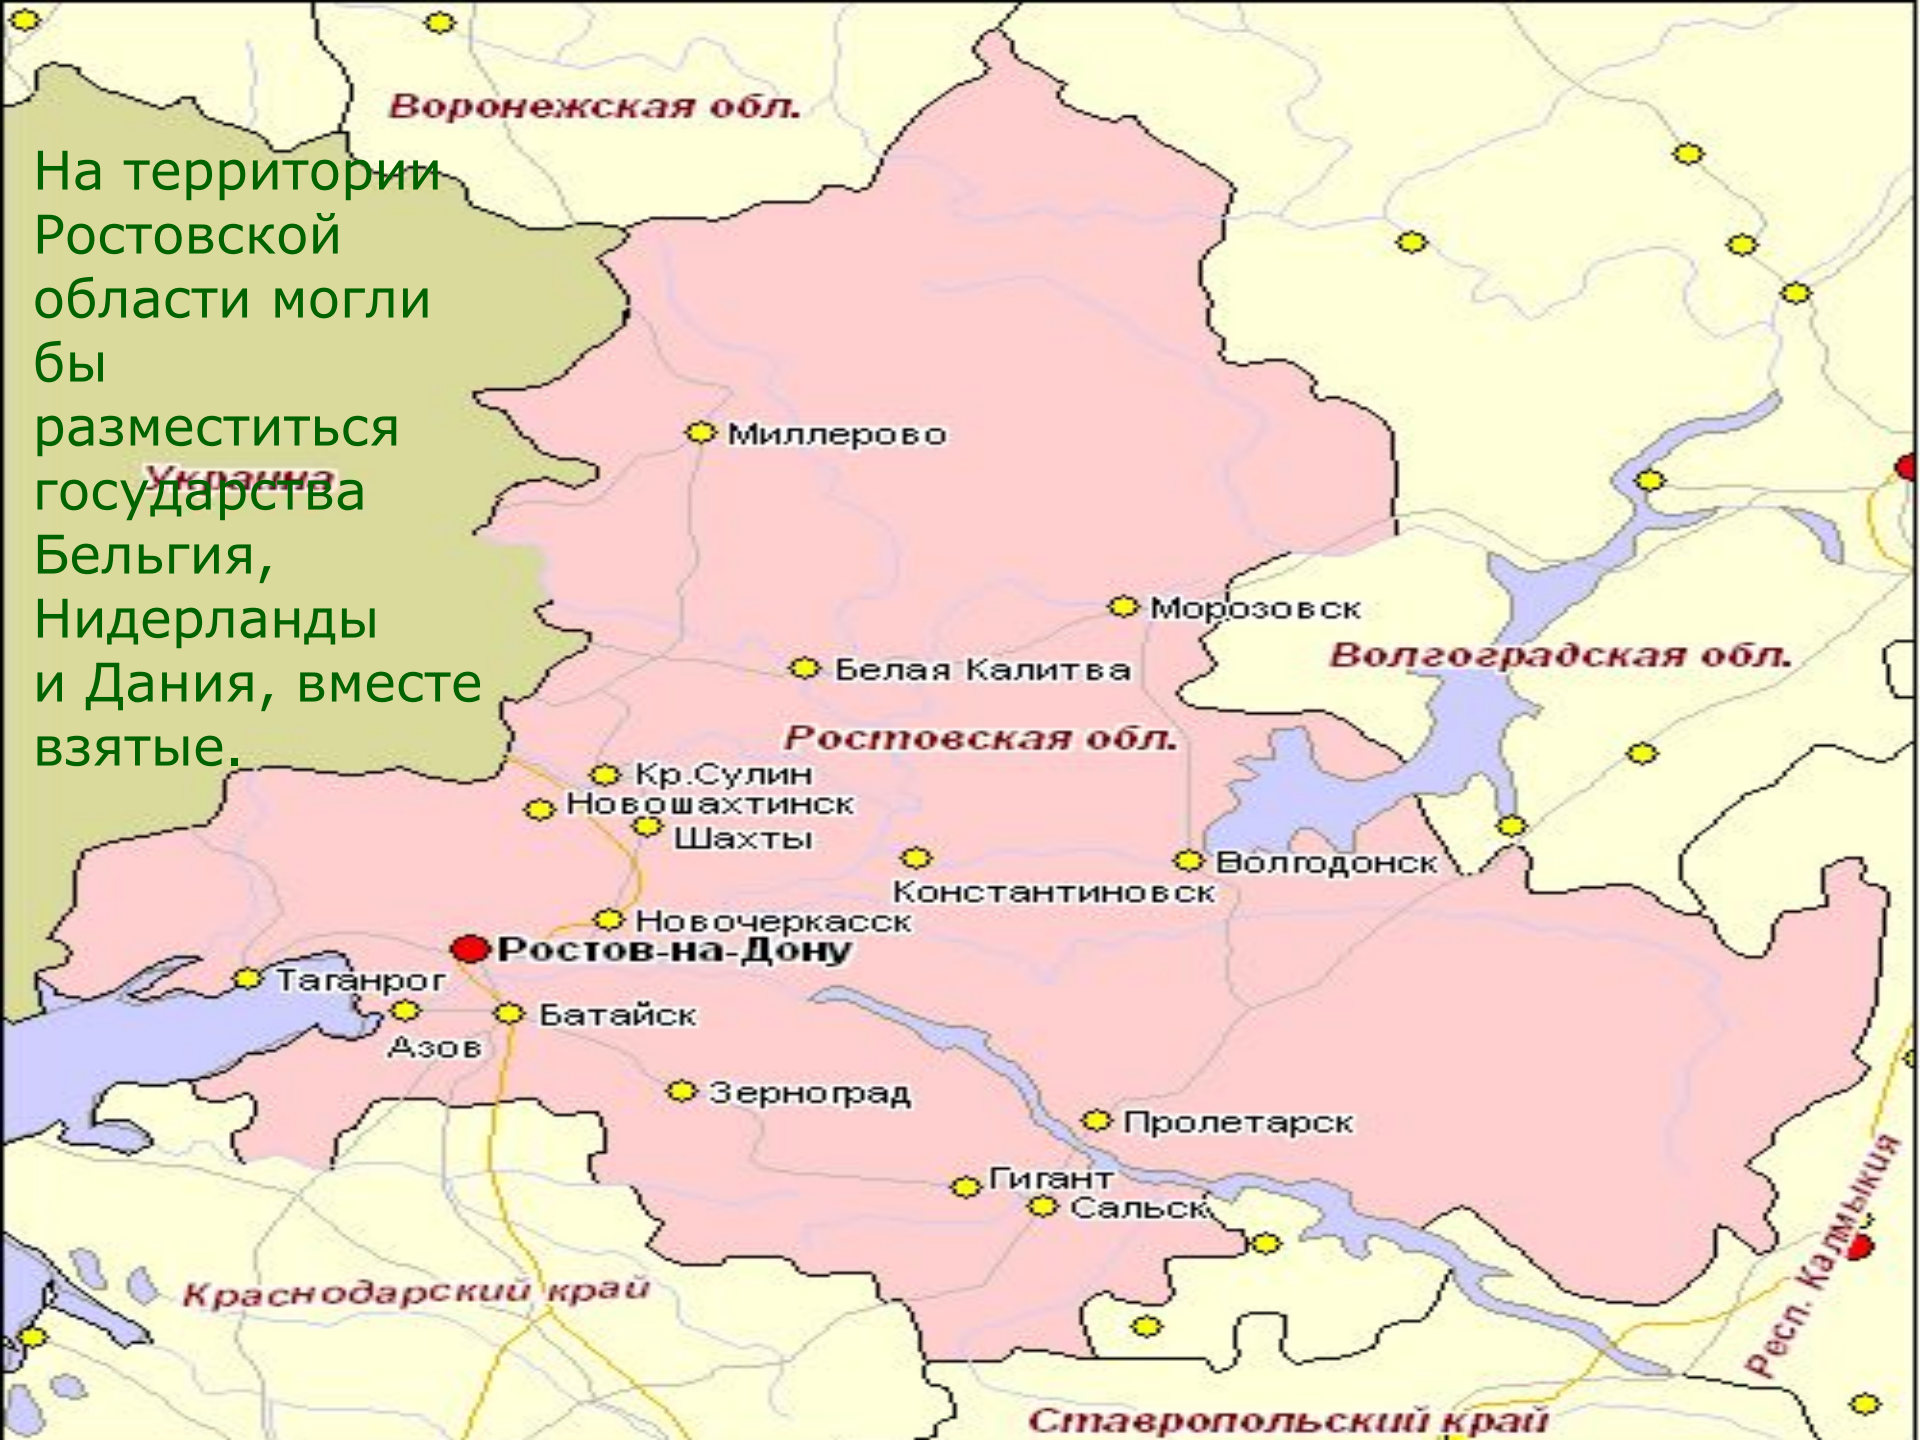 Воронежская обл.
На территории
Ростовской
области могли
бы
разместиться
государства
Бельгия,
Нидерланды
и Дания, вместе
взятые.
Украина
Миллерово
Морозовск
Волгоградская обл.
Белая Калитва
Ростовская обл.
Кр.Сулин
Новошахтинск
Шахты
Волгодонск
Константиновск
Новочеркасск
Ростов-на-Дону
Таганрог
Батайск
Азов
Зерноград
Пролетарск
Гигант
Сальск
Респ. Калмыкия
Краснодарский край
Ставропольский край